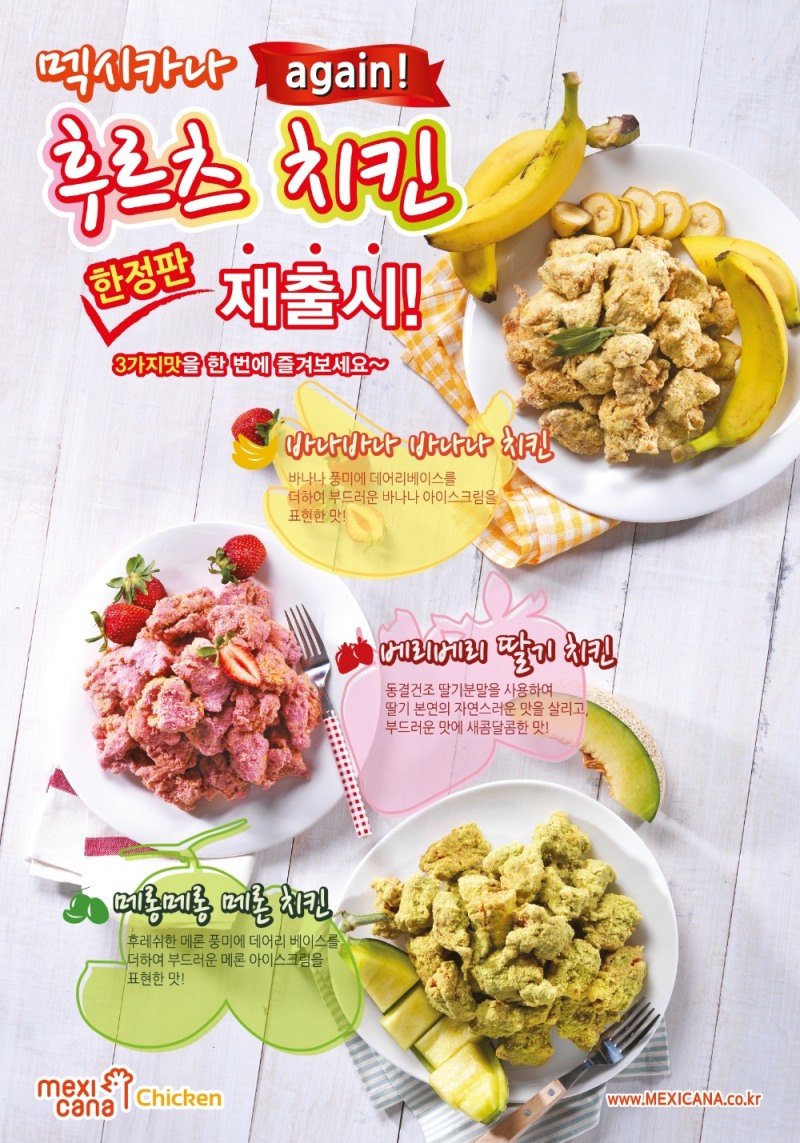 멕시카나 again!
후르츠 치킨
한정판 재출시!
3가지맛을 한 번에 즐겨보세요~
바나바나 바나나 치킨
바나나 풍미에 데어리베이스를
더하여 부드러운 바나나 아이스크림을
표현한 맛!
베리베리 딸기 치킨
동결건조 딸기분말을 사용하여
딸기 본연의 자연스러운 맛을 살리고,
부드러운 맛에 새콤달콤한 맛!
메롱메롱 메론 치킨
후레쉬한 메론 풍미에 데어리 베이스를
더하여 부드러운 메론 아이스크림을
표현한 맛!
mexi
cana Chicken
www.MEXICANA.co.kr